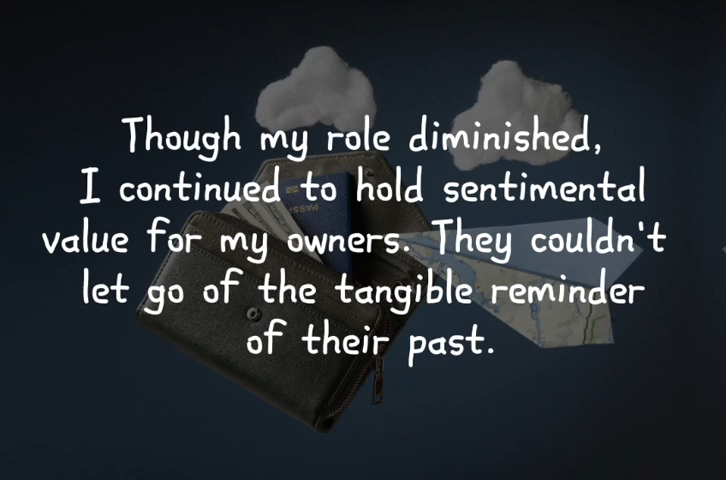 Though my role diminished,
I continued to hold sentimental
value for my owners. They couldn't
let go of the tangible reminder
of their past.
PASSP